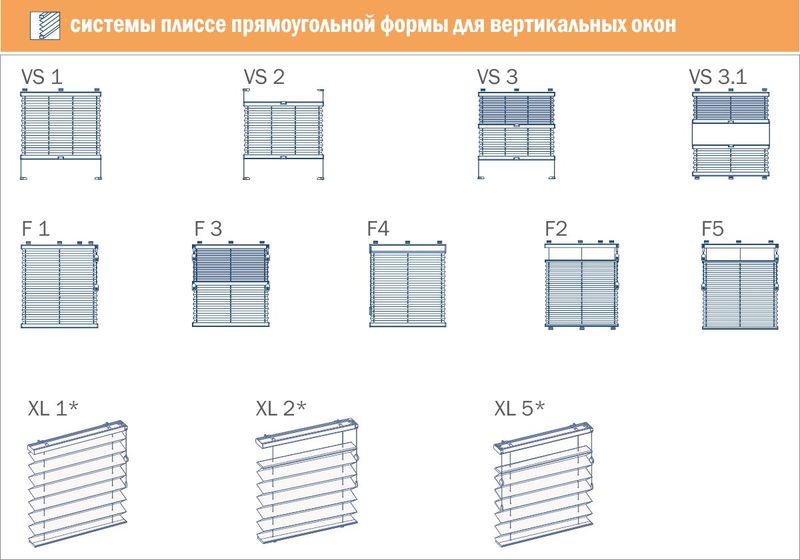 системы плиссе прямоугольной формы для вертикальных окон
VS 1 VS 2 VS 3 VS 3.1
F 1 F 3 F4 F2 F5
XL 1* XL 2* XL 5*